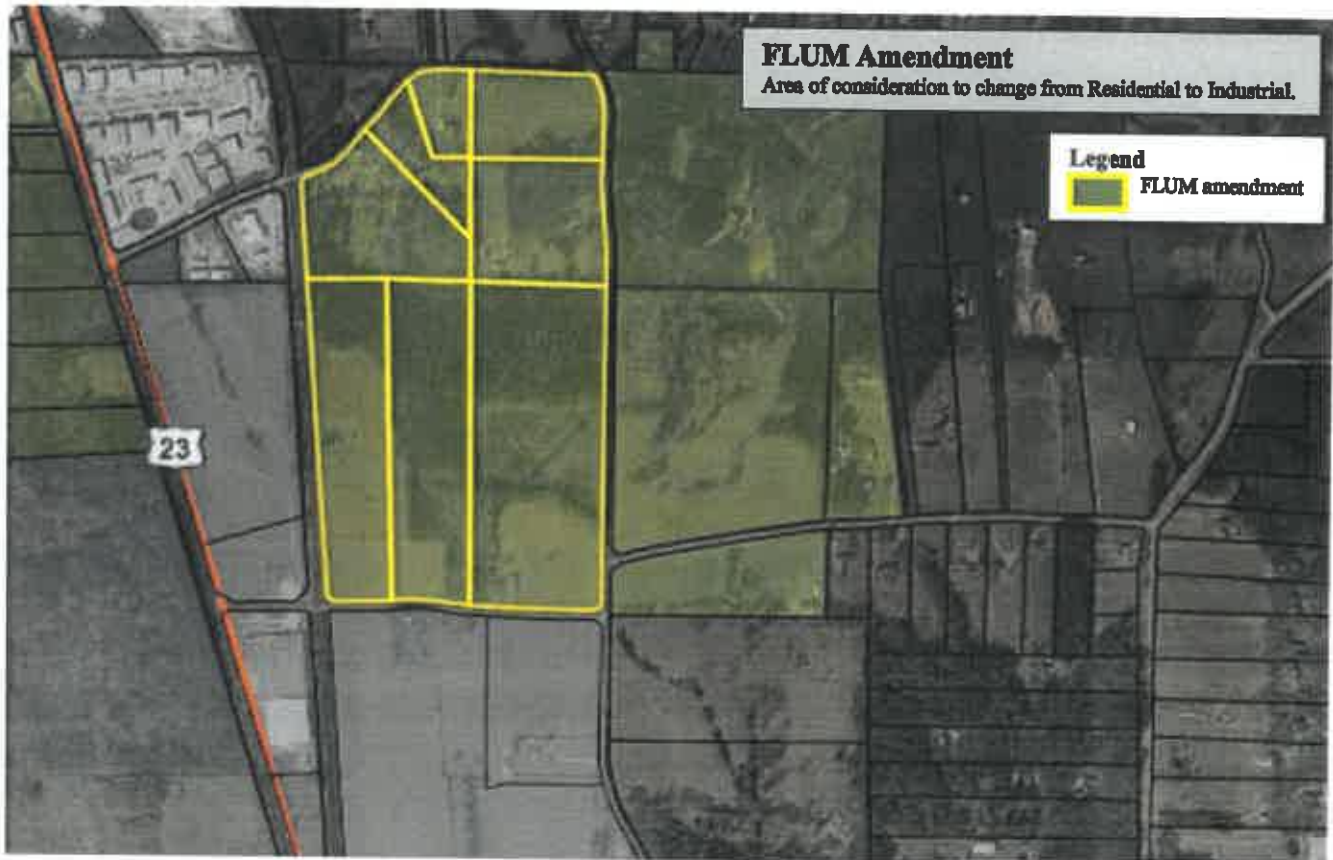 FLUM Amendment
Area of consideration to change from Residential to Industrial.
Legend
FLUM amendment
23